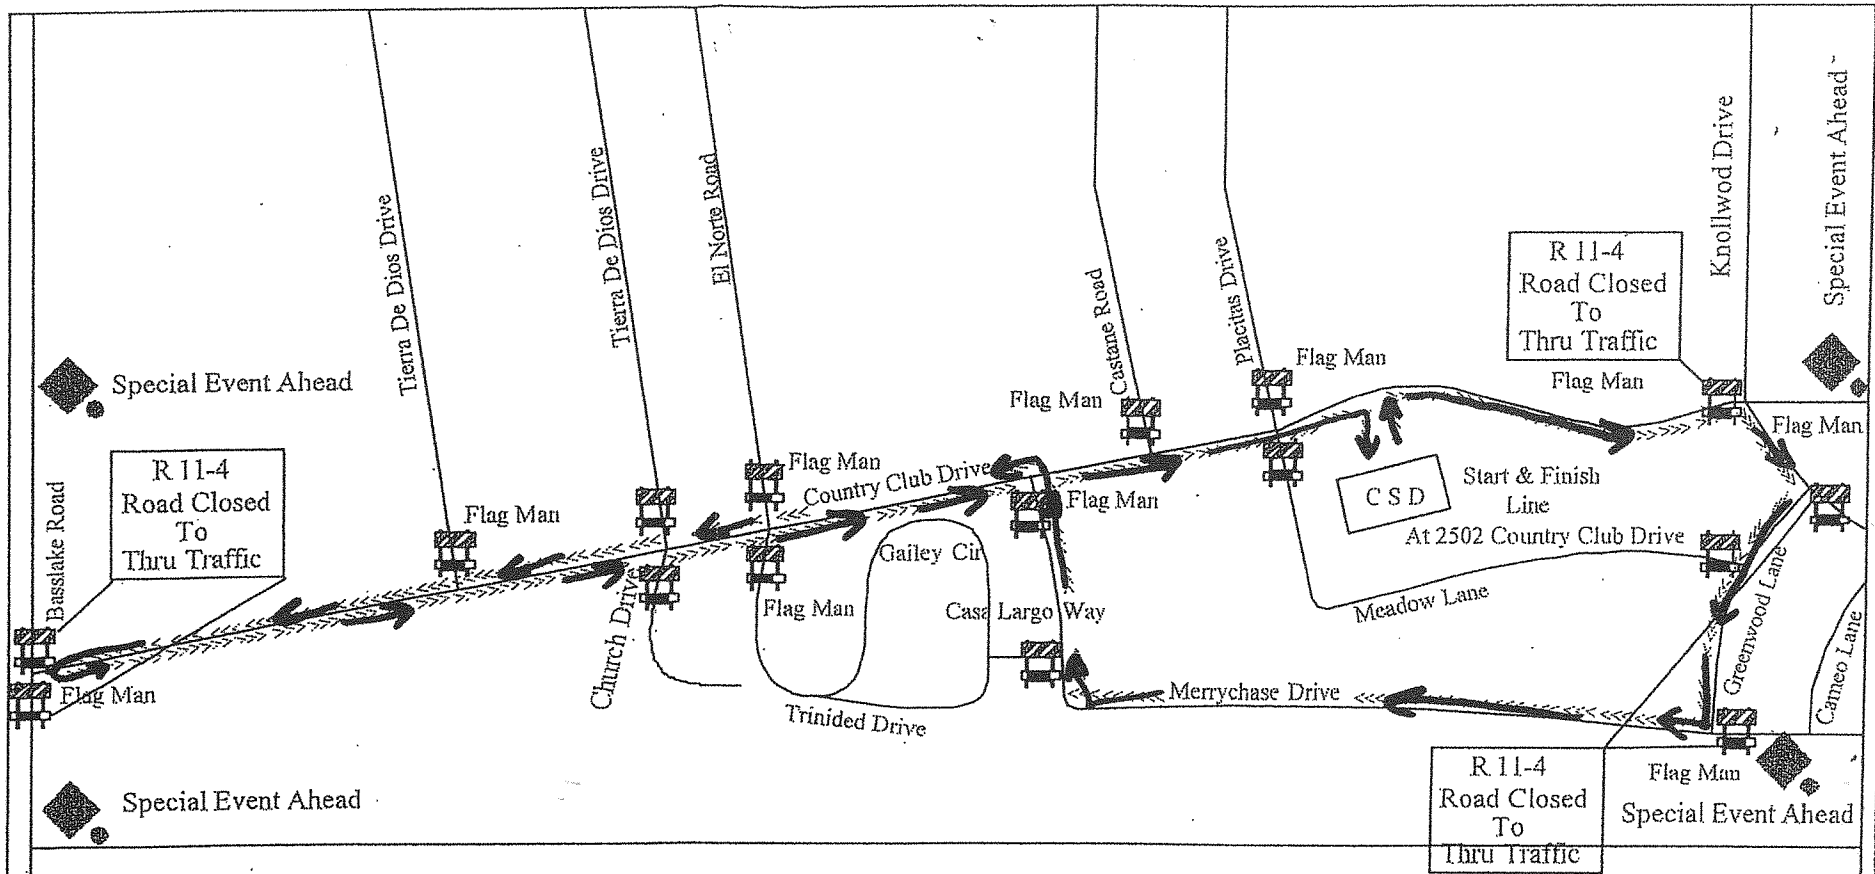 Tierra De Dios Drive
Tierra De Dios Drive
El Norte Road
Castane Road
Placitas Drive
Knollwod Drive
Special Event Ahead
R 11-4
Road Closed
To
Thru Traffic
Flag Man
Flag Man
Flag Man
Flag Man
Special Event Ahead
R 11-4
Road Closed
To
Thru Traffic
Basslake Road
Flag Man
Flag Man
Country Club Drive
Flag Man
C S D
Start & Finish
Line
At 2502 Country Club Drive
Gailey Cir
Church Drive
Flag Man
Casa Largo Way
Meadow Lane
Greenwood Lane
Cameo Lane
Flag Man
Merrychase Drive
Trinided Drive
Special Event Ahead
R 11-4
Road Closed
To
Thru Traffic
Flag Man
Special Event Ahead